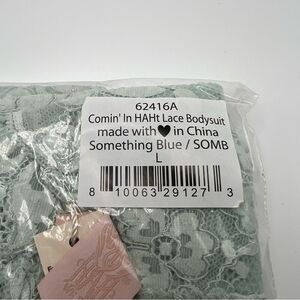 62416A
Comin' In HAHt Lace Bodysuit
made with♥in China
Something Blue / SOMB
L
8 10063 29127 3